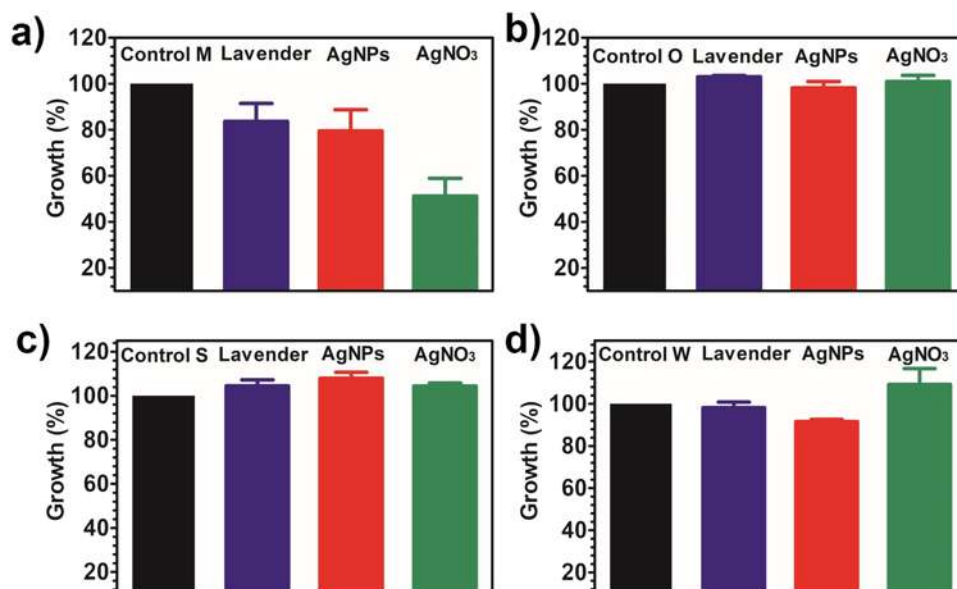 a)
120
100
80
60
40
20
Growth (%)
Control M Lavender AgNPs AgNO₃
b)
120
100
80
60
40
20
Growth (%)
Control O Lavender AgNPs AgNO₃
c)
120
100
80
60
40
20
Growth (%)
Control S Lavender AgNPs AgNO₃
d)
120
100
80
60
40
20
Growth (%)
Control W Lavender AgNPs AgNO₃